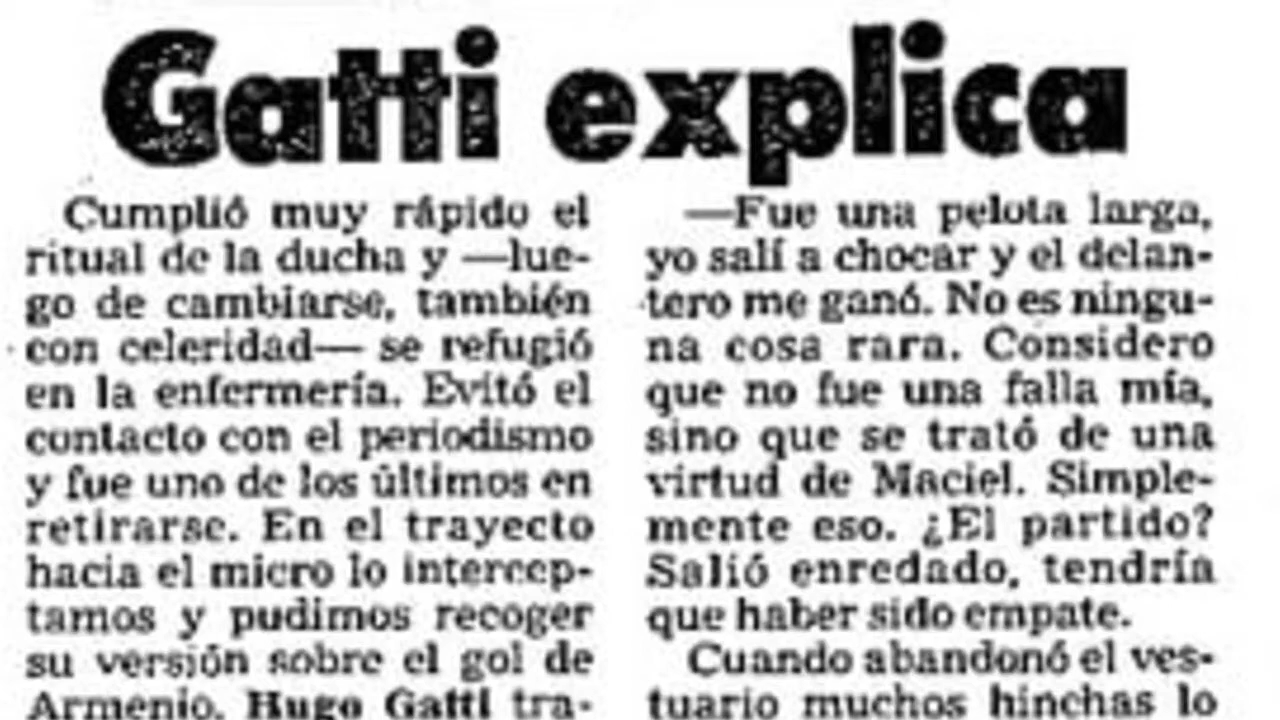 Gatti explica
Cumplió muy rápido el
ritual de la ducha y —lue-
go de cambiarse, también
con celeridad— se refugió
en la enfermería. Evitó el
contacto con el periodismo
y fue uno de los últimos en
retirarse. En el trayecto
hacia el micro lo intercep-
tamos y pudimos recoger
su versión sobre el gol de
Armenio. Hugo Gatti tra-
—Fue una pelota larga,
yo salí a chocar y el delan-
tero me ganó. No es ningu-
na cosa rara. Considero
que no fue una falla mía,
sino que se trató de una
virtud de Maciel. Simple-
mente eso. ¿El partido?
Salió enredado, tendría
que haber sido empate.
Cuando abandonó el ves-
tuario muchos hinchas lo